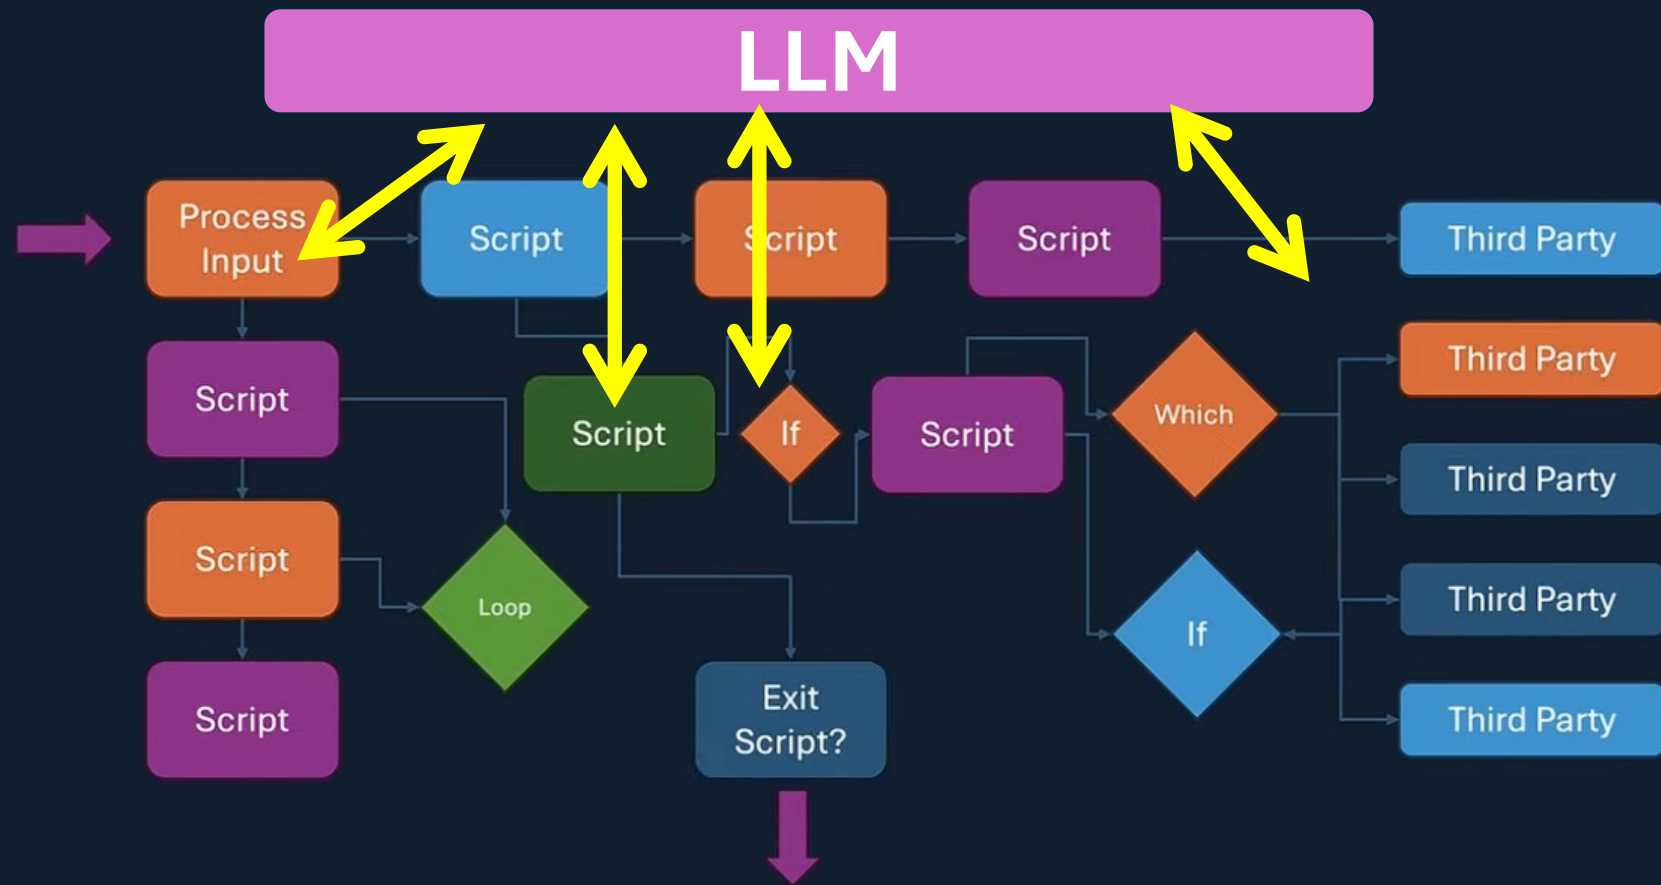 LLM
Process
Input
Script
Script
Script
Third Party
Third Party
Script
Script
If
Script
Which
Third Party
Script
Loop
If
Third Party
Script
Exit
Script?
Third Party